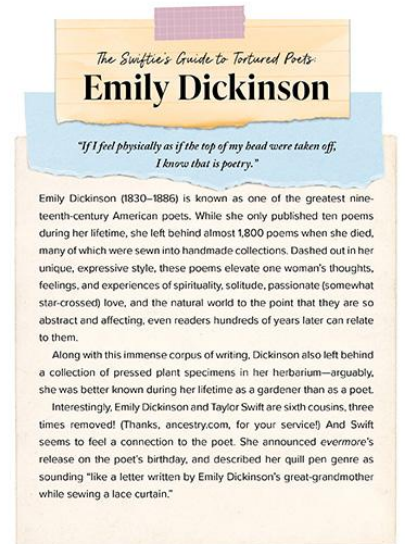 The Swiftie's Guide to Tortured Poets:
Emily Dickinson
"If I feel physically as if the top of my head were taken off,
I know that is poetry."
Emily Dickinson (1830–1886) is known as one of the greatest nine-
teenth-century American poets. While she only published ten poems
during her lifetime, she left behind almost 1,800 poems when she died,
many of which were sewn into handmade collections. Dashed out in her
unique, expressive style, these poems elevate one woman's thoughts,
feelings, and experiences of spirituality, solitude, passionate (somewhat
star-crossed) love, and the natural world to the point that they are so
abstract and affecting, even readers hundreds of years later can relate
to them.
Along with this immense corpus of writing, Dickinson also left behind
a collection of pressed plant specimens in her herbarium—arguably,
she was better known during her lifetime as a gardener than as a poet.
Interestingly, Emily Dickinson and Taylor Swift are sixth cousins, three
times removed! (Thanks, ancestry.com, for your service!) And Swift
seems to feel a connection to the poet. She announced evermore's
release on the poet's birthday, and described her quill pen genre as
sounding "like a letter written by Emily Dickinson's great-grandmother
while sewing a lace curtain."